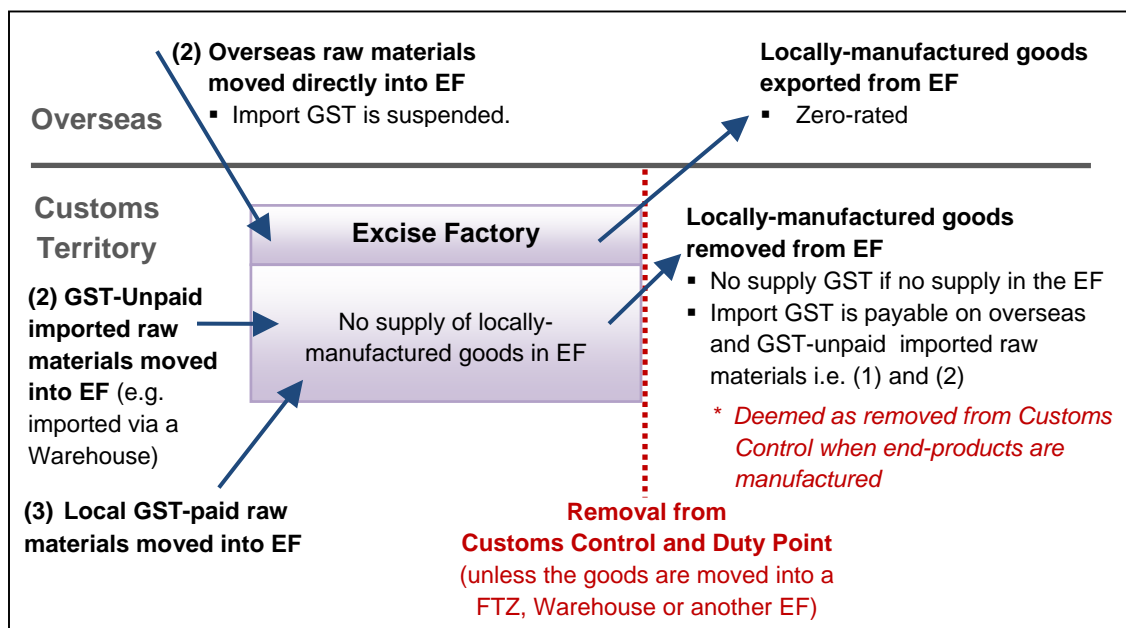 (2) Overseas raw materials
moved directly into EF
▪ Import GST is suspended.
Locally-manufactured goods
exported from EF
▪ Zero-rated
Overseas
Customs
Territory
Excise Factory
No supply of locally-
manufactured goods in EF
(2) GST-Unpaid
imported raw
materials moved
into EF (e.g.
imported via a
Warehouse)
(3) Local GST-paid raw
materials moved into EF
Locally-manufactured goods
removed from EF
▪ No supply GST if no supply in the EF
▪ Import GST is payable on overseas
and GST-unpaid imported raw
materials i.e. (1) and (2)
* Deemed as removed from Customs
Control when end-products are
manufactured
Removal from
Customs Control and Duty Point
(unless the goods are moved into a
FTZ, Warehouse or another EF)